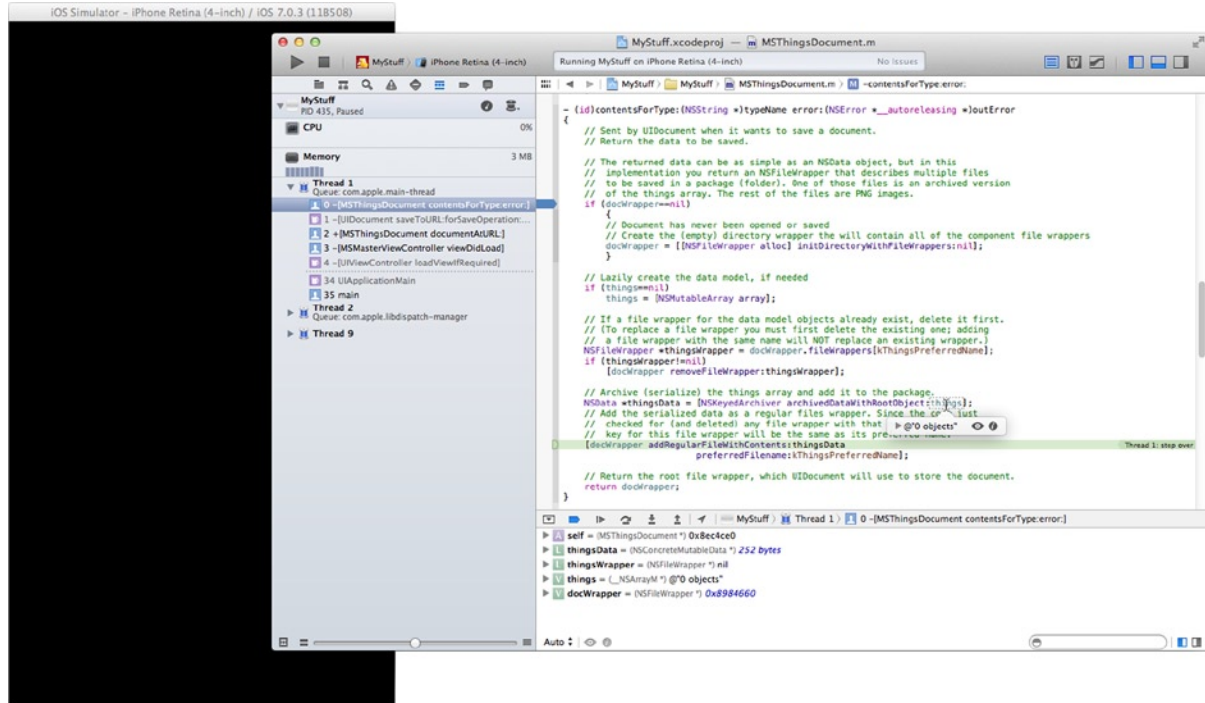 iOS Simulator - iPhone Retina (4-inch) / iOS 7.0.3 (11B508)
MyStuff.xcodeproj — MSThingsDocument.m
MyStuff iPhone Retina (4-inch)
Running MyStuff on iPhone Retina (4-inch) No Issues
MyStuff MyStuff MSThingsDocument.m M -contentsForType:error:
MyStuff
PID 435, Paused
CPU 0%
Memory 3 MB
Thread 1
Queue: com.apple.main-thread
0 -[MSThingsDocument contentsForType:error:]
1 -[UIDocument saveToURL:forSaveOperation:...
2 +[MSThingsDocument documentAtURL:]
3 -[MSMasterViewController viewDidLoad]
4 -[UIViewController loadViewIfRequired]
34 UIApplicationMain
35 main
Thread 2
Queue: com.apple.libdispatch-manager
Thread 9
- (id)contentsForType:(NSString *)typeName error:(NSError *__autoreleasing *)outError
{
// Sent by UIDocument when it wants to save a document.
// Return the data to be saved.
// The returned data can be as simple as an NSData object, but in this
// implementation you return an NSFileWrapper that describes multiple files
// to be saved in a package (folder). One of those files is an archived version
// of the things array. The rest of the files are PNG images.
if (docWrapper==nil)
{
// Document has never been opened or saved
// Create the (empty) directory wrapper the will contain all of the component file wrappers
docWrapper = [[NSFileWrapper alloc] initDirectoryWithFileWrappers:nil];
}
// Lazily create the data model, if needed
if (things==nil)
things = [NSMutableArray array];
// If a file wrapper for the data model objects already exist, delete it first.
// (To replace a file wrapper you must first delete the existing one; adding
// a file wrapper with the same name will NOT replace an existing wrapper.)
NSFileWrapper *thingsWrapper = docWrapper.fileWrappers[kThingsPreferredName];
if (thingsWrapper!=nil)
[docWrapper removeFileWrapper:thingsWrapper];
// Archive (serialize) the things array and add it to the package.
NSData *thingsData = [NSKeyedArchiver archivedDataWithRootObject:things];
// Add the serialized data as a regular files wrapper. Since the just
// checked for (and deleted) any file wrapper with that
@"0 objects"
// key for this file wrapper will be the same as its preferred name.
[docWrapper addRegularFileWithContents:thingsData Thread 1: step over
preferredFilename:kThingsPreferredName];
// Return the root file wrapper, which UIDocument will use to store the document.
return docWrapper;
}
MyStuff Thread 1 0 -[MSThingsDocument contentsForType:error:]
A self = (MSThingsDocument *) 0x8ec4ce0
L thingsData = (NSConcreteMutableData *) 252 bytes
L thingsWrapper = (NSFileWrapper *) nil
V things = (__NSArrayM *) @"0 objects"
V docWrapper = (NSFileWrapper *) 0x8984660
Auto